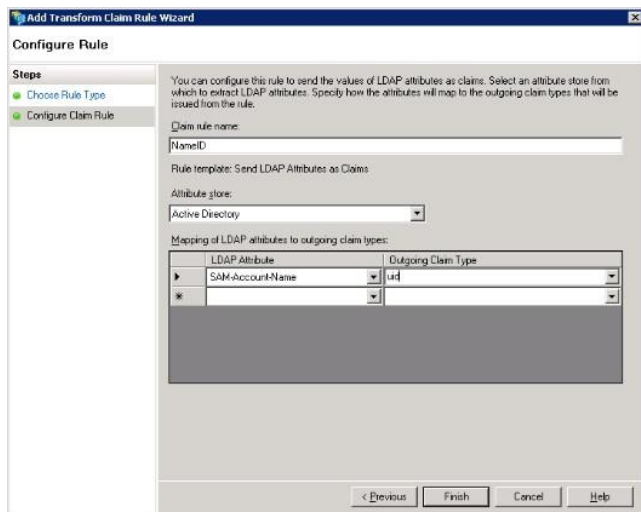 Add Transform Claim Rule Wizard
Configure Rule
Steps
Choose Rule Type
Configure Claim Rule
You can configure this rule to send the values of LDAP attributes as claims. Select an attribute store from
which to extract LDAP attributes. Specify how the attributes will map to the outgoing claim types that will be
issued from the rule.
Claim rule name:
NameID
Rule template: Send LDAP Attributes as Claims
Attribute store:
Active Directory
Mapping of LDAP attributes to outgoing claim types:
LDAP Attribute Outgoing Claim Type
SAM-Account-Name uid
< Previous Finish Cancel Help